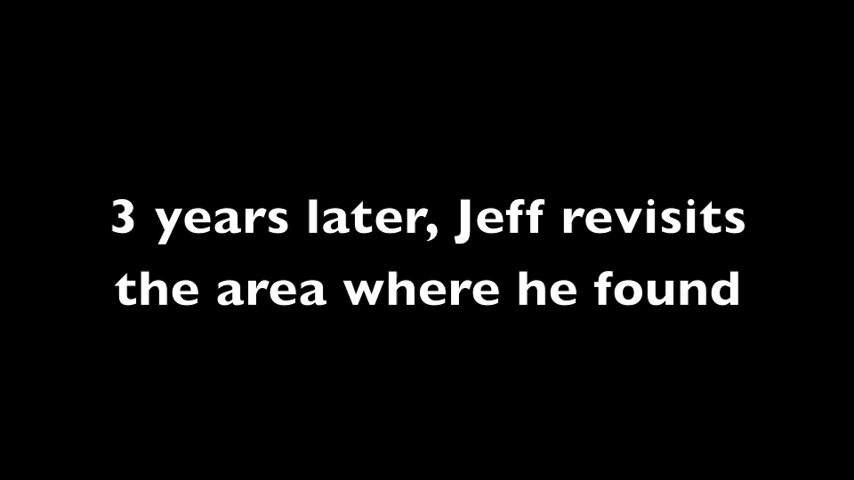 3 years later, Jeff revisits
the area where he found